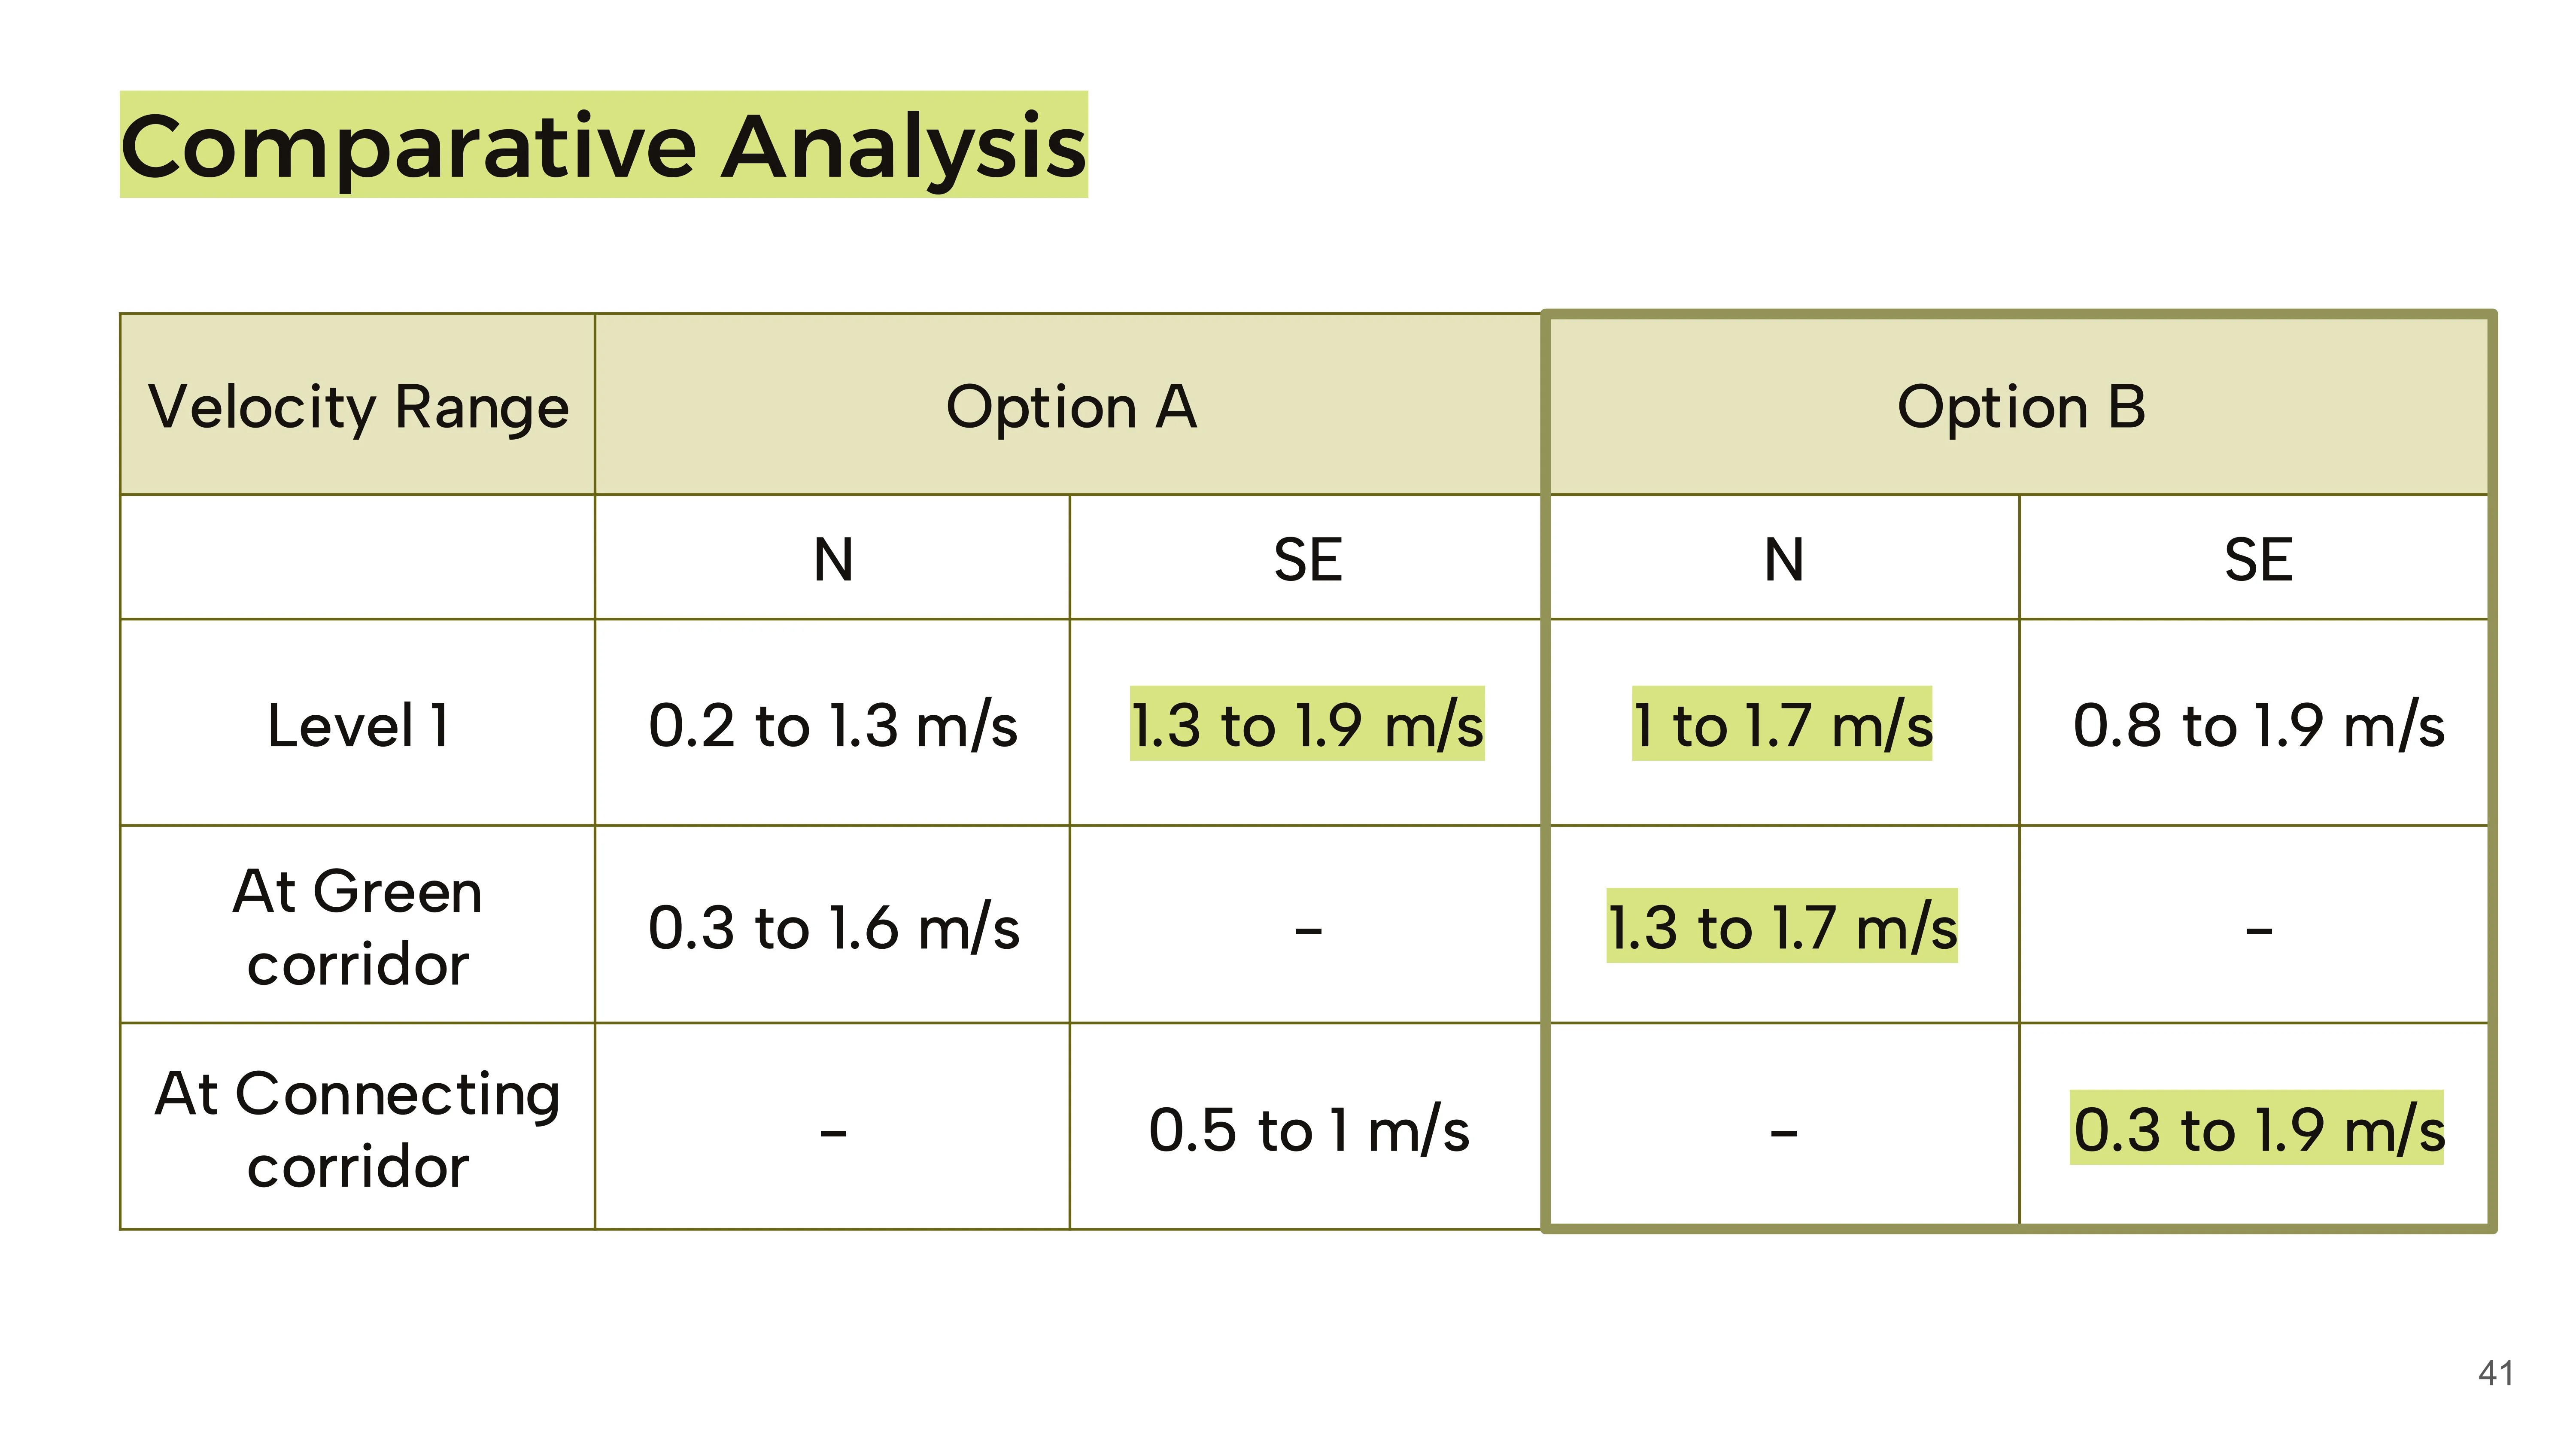 Comparative Analysis
Velocity Range Option A Option B
N SE N SE
Level 1 0.2 to 1.3 m/s 1.3 to 1.9 m/s 1 to 1.7 m/s 0.8 to 1.9 m/s
At Green
corridor 0.3 to 1.6 m/s - 1.3 to 1.7 m/s -
At Connecting
corridor - 0.5 to 1 m/s - 0.3 to 1.9 m/s
41